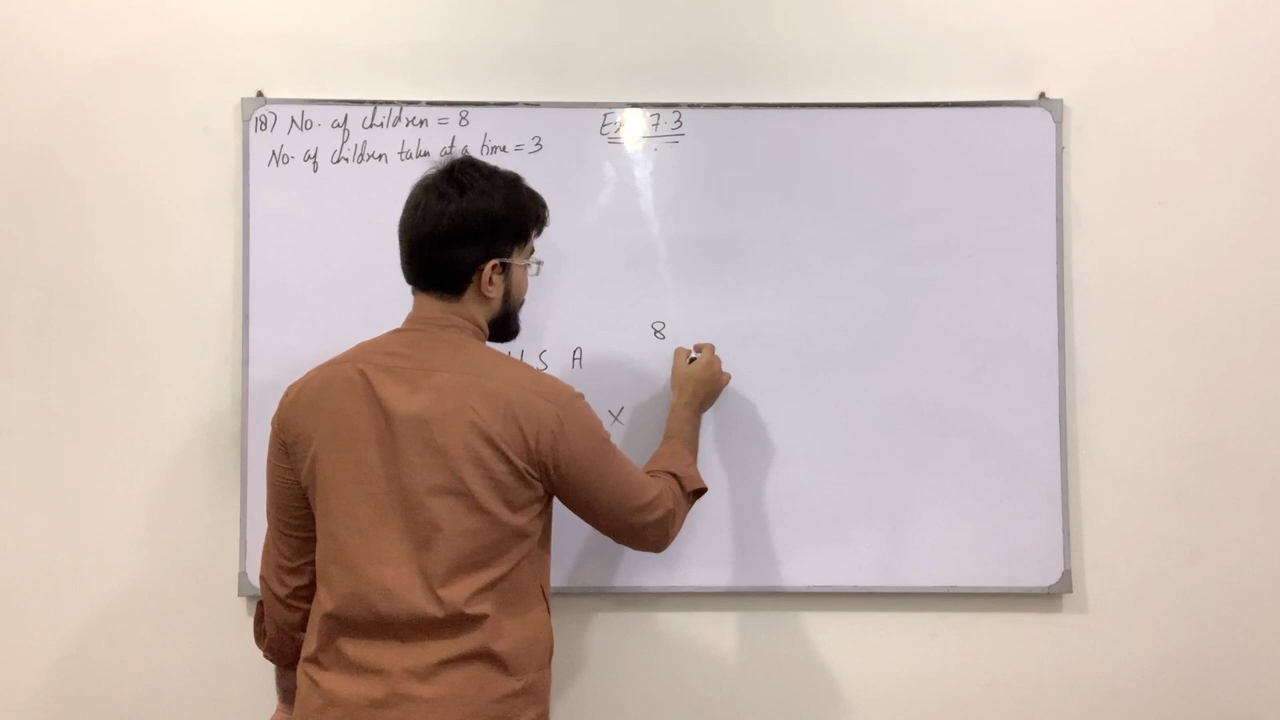 18) No. of children = 8
No. of children taken at a time = 3
Ex 7.3
8
S A
X